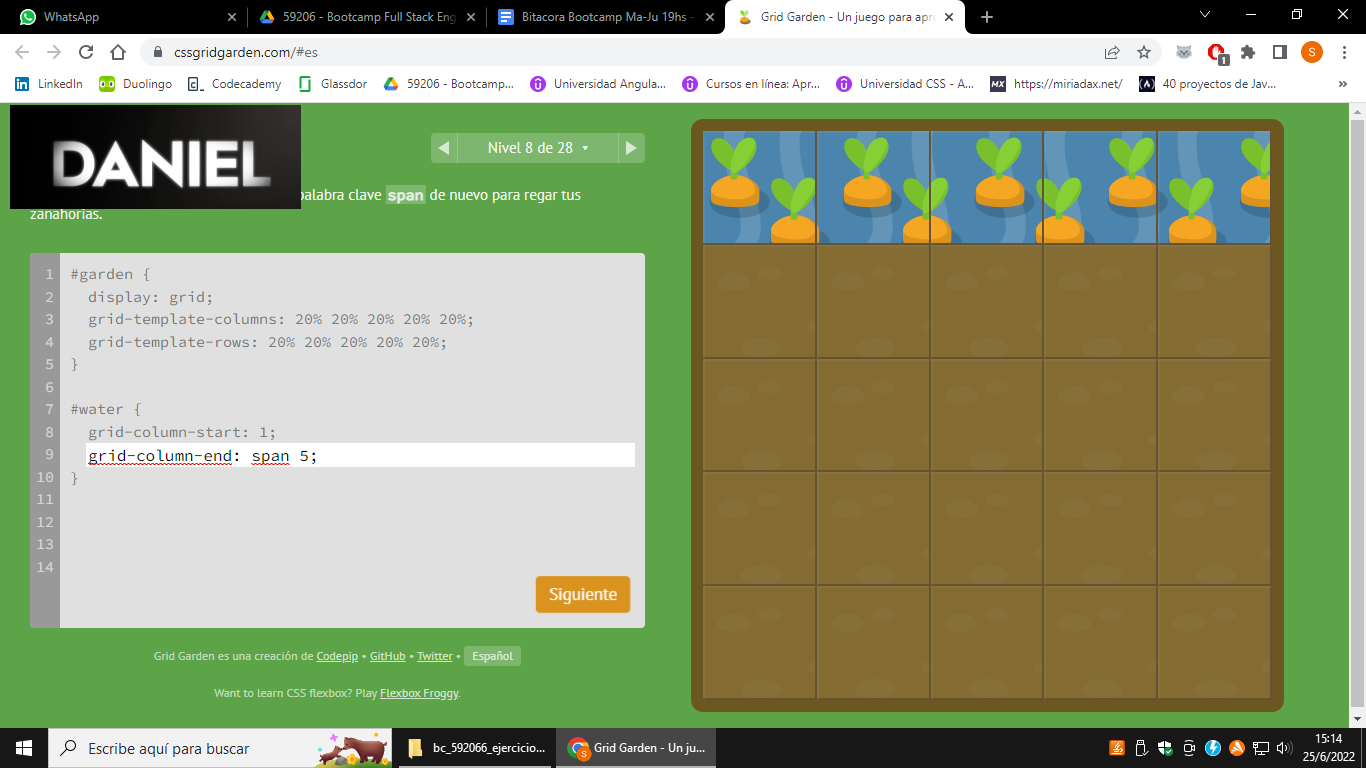 WhatsApp
59206 - Bootcamp Full Stack Eng
Bitacora Bootcamp Ma-Ju 19hs -
Grid Garden - Un juego para apre
cssgridgarden.com/#es
S
1
LinkedIn
Duolingo
Codecademy
Glassdor
59206 - Bootcamp...
Universidad Angula...
Cursos en línea: Apr...
Universidad CSS - A...
MX https://miriadax.net/
40 proyectos de Jav...
»
DANIEL
Nivel 8 de 28
palabra clave span de nuevo para regar tus
zanahorias.
1 #garden {
2 display: grid;
3 grid-template-columns: 20% 20% 20% 20% 20%;
4 grid-template-rows: 20% 20% 20% 20% 20%;
5 }
6
7 #water {
8 grid-column-start: 1;
9 grid-column-end: span 5;
10 }
11
12
13
14
Siguiente
Grid Garden es una creación de Codepip • GitHub • Twitter • Español
Want to learn CSS flexbox? Play Flexbox Froggy.
Escribe aquí para buscar
bc_592066_ejercicio...
S
Grid Garden - Un ju...
15:14
25/6/2022